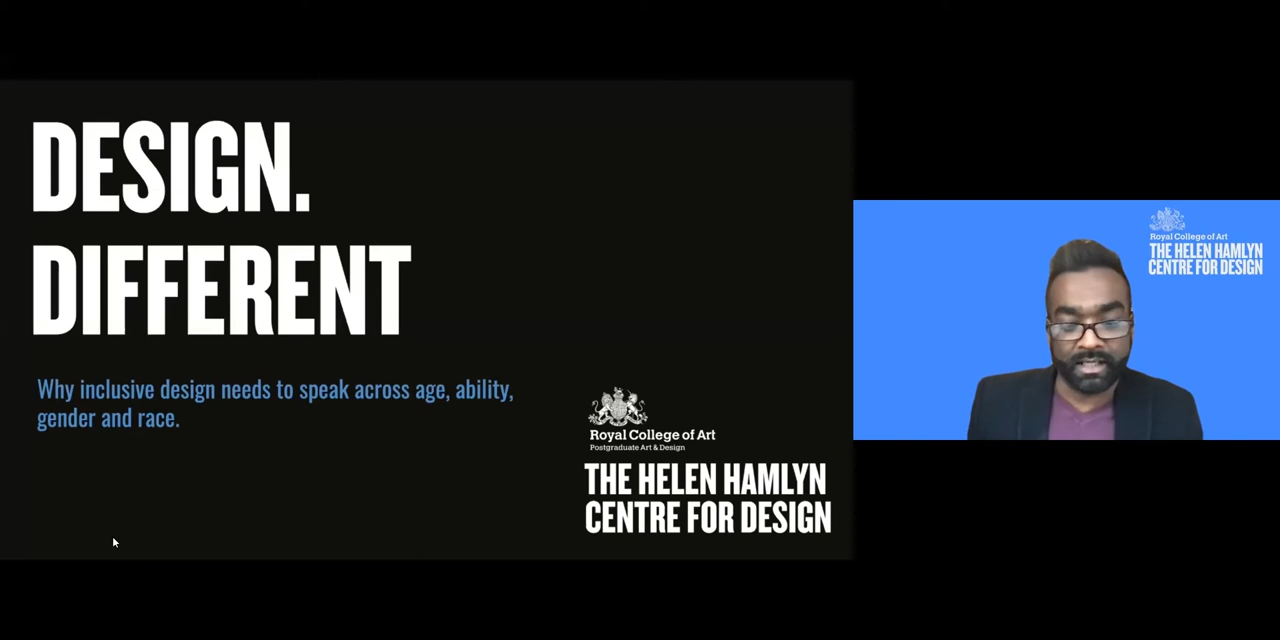 DESIGN.
DIFFERENT
Why inclusive design needs to speak across age, ability,
gender and race.
Royal College of Art
Postgraduate Art & Design
THE HELEN HAMLYN
CENTRE FOR DESIGN
Royal College of Art
THE HELEN HAMLYN
CENTRE FOR DESIGN